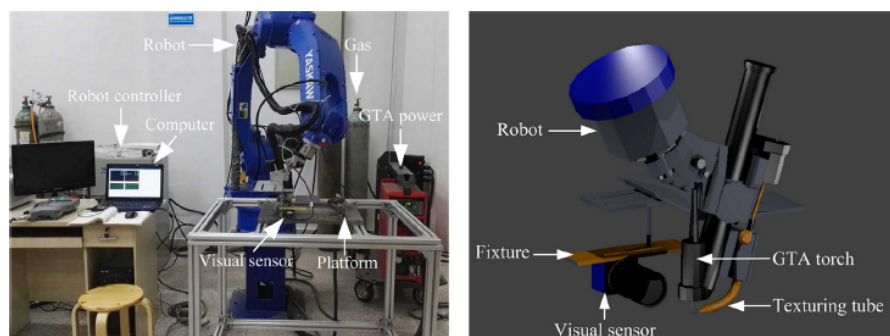 Robot
Gas
Robot controller
GTA power
Computer
YASKAWA
Visual sensor
Platform
Robot
Fixture
GTA torch
Texturing tube
Visual sensor